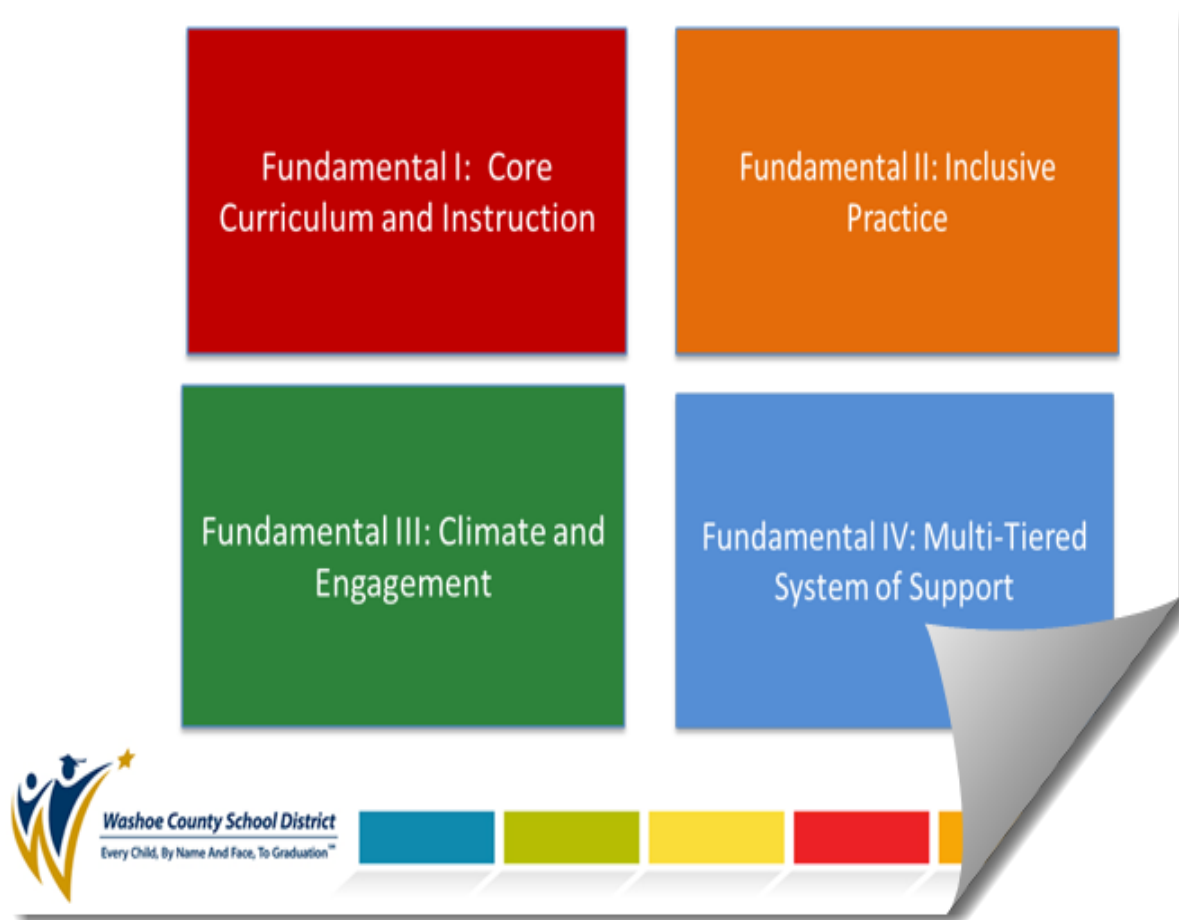 Fundamental I: Core
Curriculum and Instruction
Fundamental II: Inclusive
Practice
Fundamental III: Climate and
Engagement
Fundamental IV: Multi-Tiered
System of Support
Washoe County School District
Every Child, By Name And Face, To Graduation℠